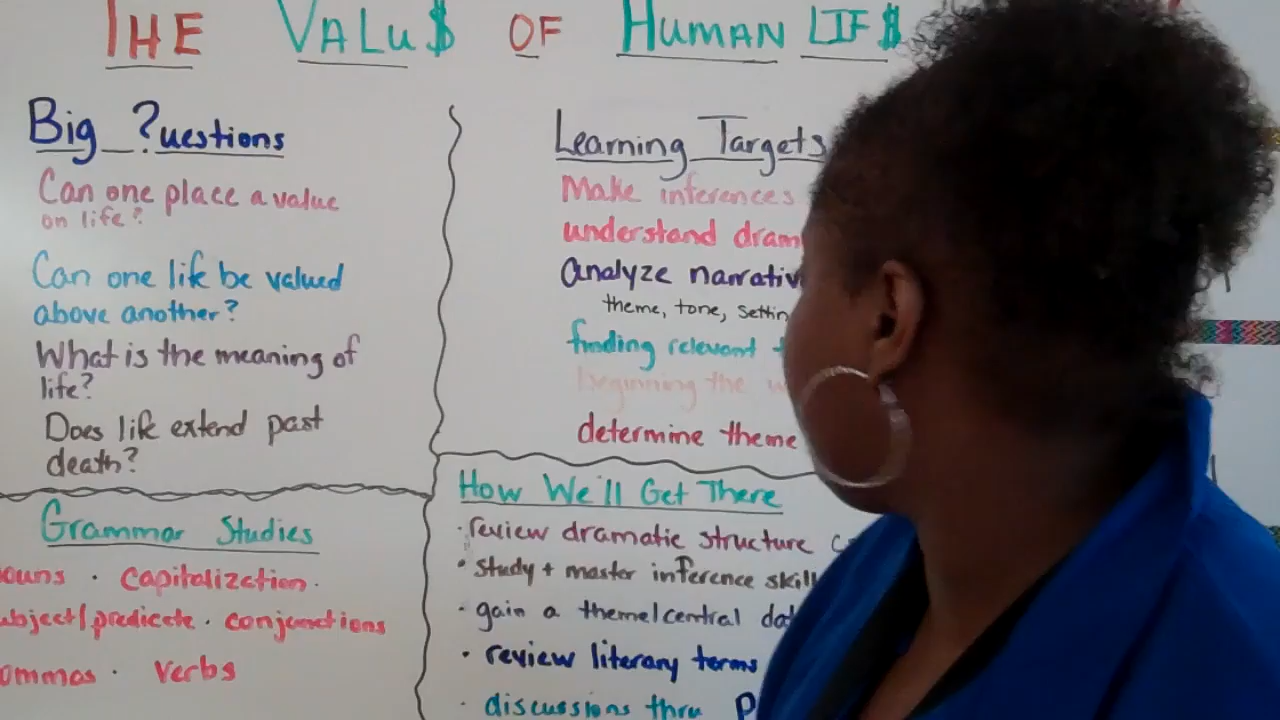 THE VALU$ OF HUMAN LIF$
Big ?uestions
Can one place a value
on life?
Can one life be valued
above another?
What is the meaning of
life?
Does life extend past
death?
Learning Targets
Make inferences
understand dram
Analyze narrativ
theme, tone, settin
finding relevant t
beginning the w
determine theme
Grammar Studies
ouns · capitalization ·
ubject/predicate · conjunctions
ommas · verbs
How We'll Get There
· review dramatic structure
· study + master inference skill
· gain a theme/central
· review literary terms
· discussions thru P